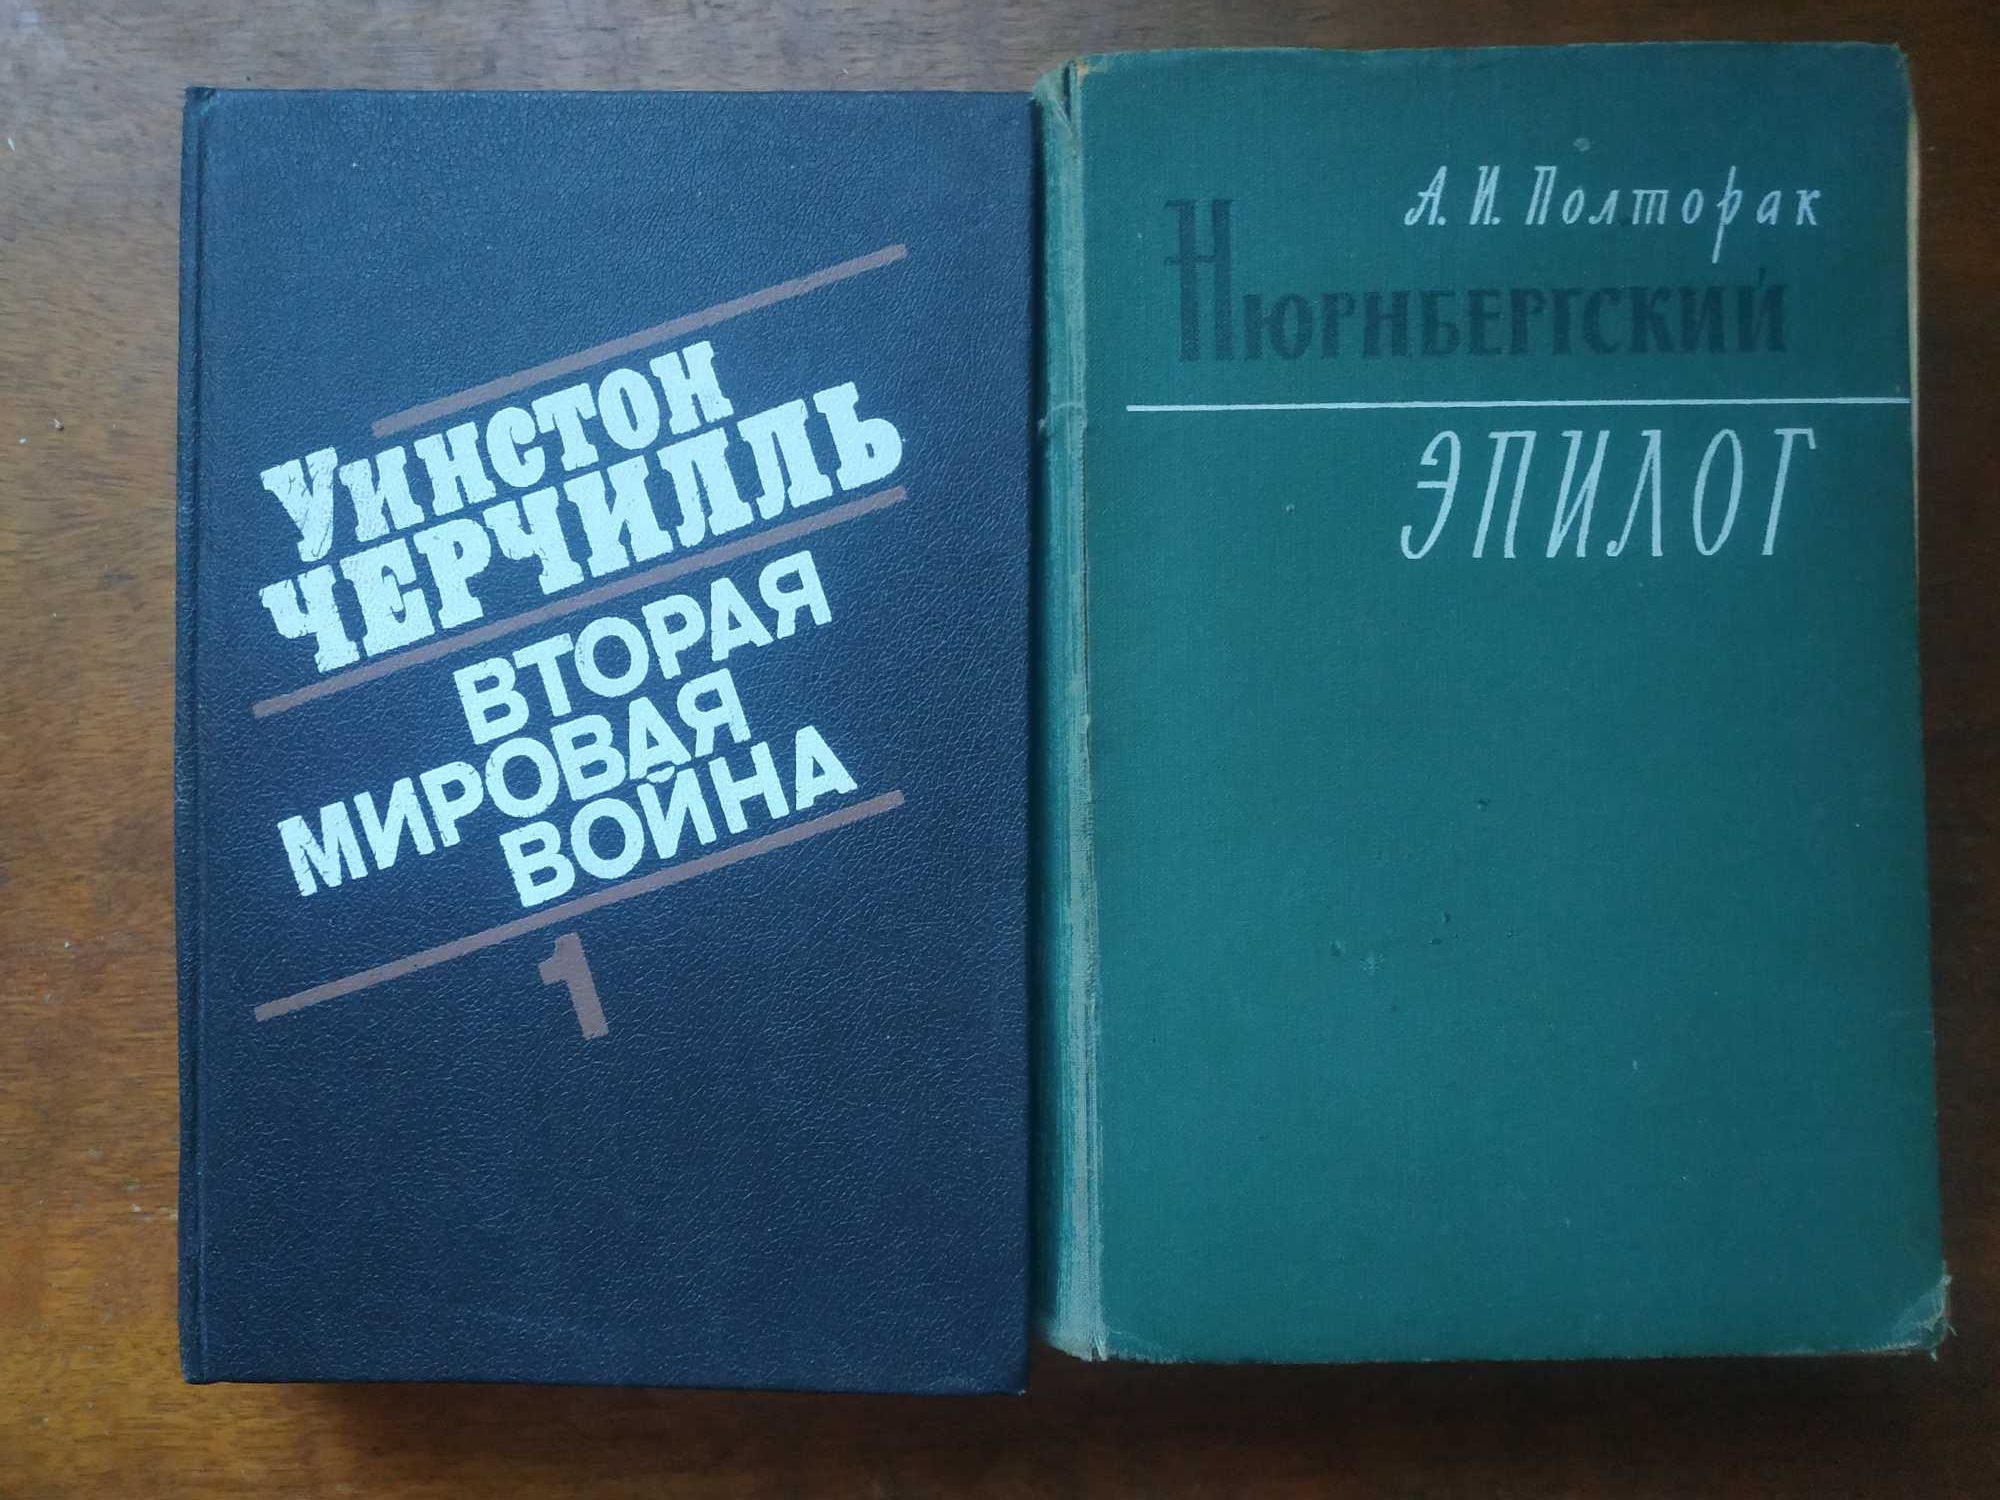 Уинстон
ЧЕРЧИЛЛЬ
ВТОРАЯ
МИРОВАЯ
ВОЙНА
1
А. И. Полторак
Нюрнбергский
ЭПИЛОГ